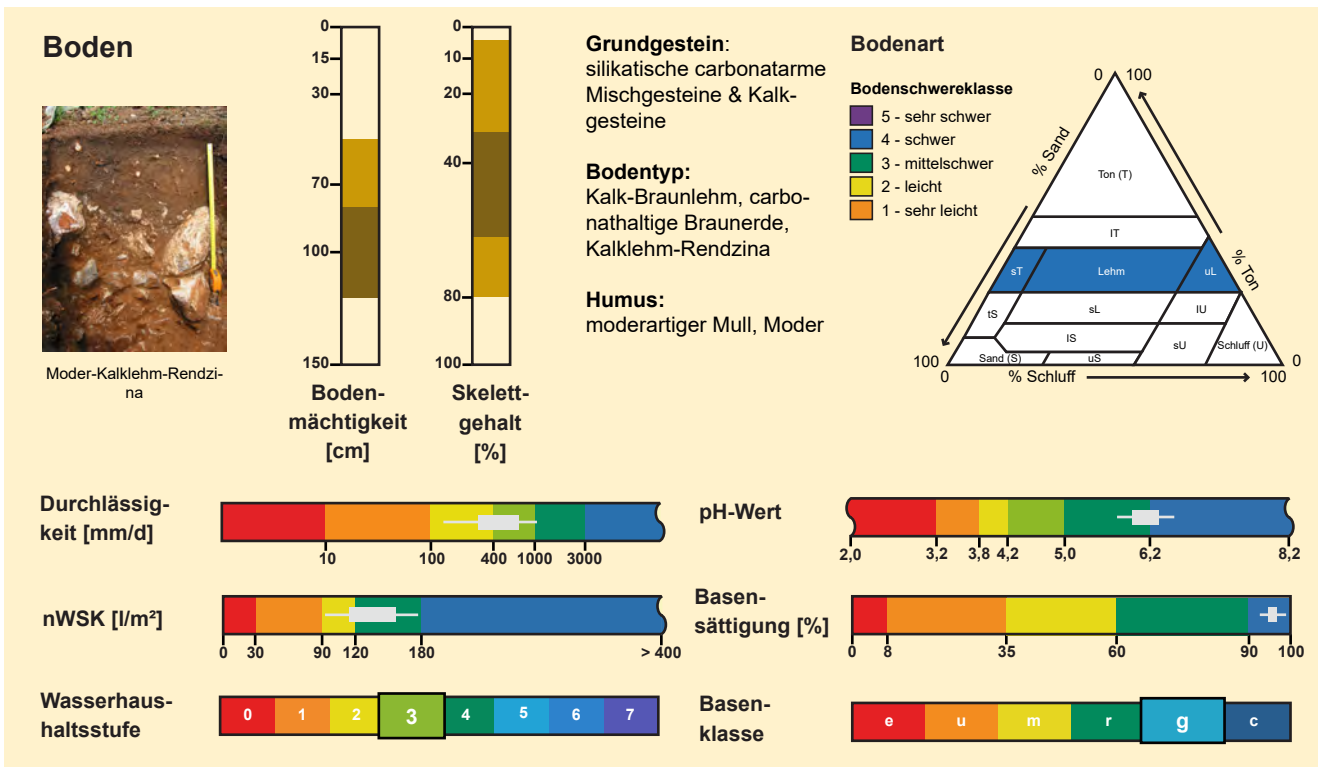 Boden
Moder-Kalklehm-Rendzi-
na
0
15
30
70
100
150
Boden-
mächtigkeit
[cm]
0
10
20
40
80
100
Skelett-
gehalt
[%]
Grundgestein:
silikatische carbonatarme
Mischgesteine & Kalk-
gesteine
Bodentyp:
Kalk-Braunlehm, carbo-
nathaltige Braunerde,
Kalklehm-Rendzina
Humus:
moderartiger Mull, Moder
Bodenart
Bodenschwereklasse
5 - sehr schwer
4 - schwer
3 - mittelschwer
2 - leicht
1 - sehr leicht
0 100
% Sand
% Ton
Ton (T)
lT
sT Lehm uL
tS sL lU
lS
Sand (S) uS sU Schluff (U)
100 0
0 % Schluff 100
Durchlässig-
keit [mm/d]
10 100 400 1000 3000
pH-Wert
2,0 3,2 3,8 4,2 5,0 6,2 8,2
nWSK [l/m²]
0 30 90 120 180 > 400
Basen-
sättigung [%]
0 8 35 60 90 100
Wasserhaus-
haltsstufe
0 1 2 3 4 5 6 7
Basen-
klasse
e u m r g c